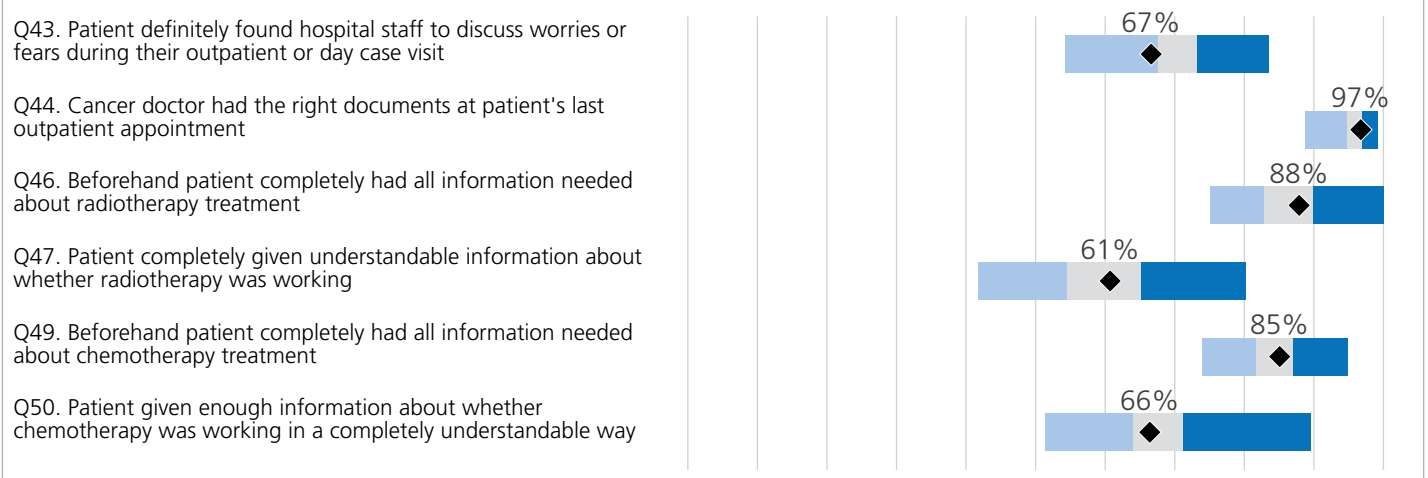 Q43. Patient definitely found hospital staff to discuss worries or
fears during their outpatient or day case visit
67%
Q44. Cancer doctor had the right documents at patient's last
outpatient appointment
97%
Q46. Beforehand patient completely had all information needed
about radiotherapy treatment
88%
Q47. Patient completely given understandable information about
whether radiotherapy was working
61%
Q49. Beforehand patient completely had all information needed
about chemotherapy treatment
85%
Q50. Patient given enough information about whether
chemotherapy was working in a completely understandable way
66%